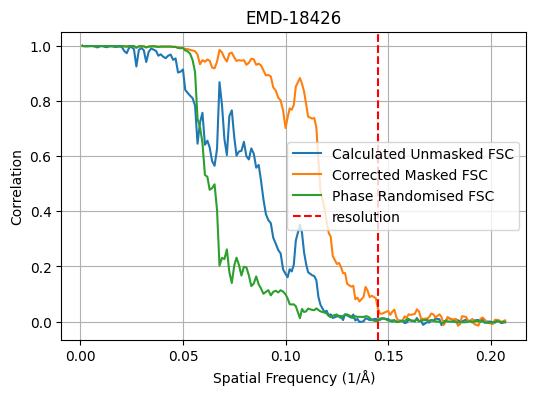 EMD-18426
1.0
0.8
0.6
0.4
0.2
0.0
Correlation
Calculated Unmasked FSC
Corrected Masked FSC
Phase Randomised FSC
resolution
0.00 0.05 0.10 0.15 0.20
Spatial Frequency (1/Å)